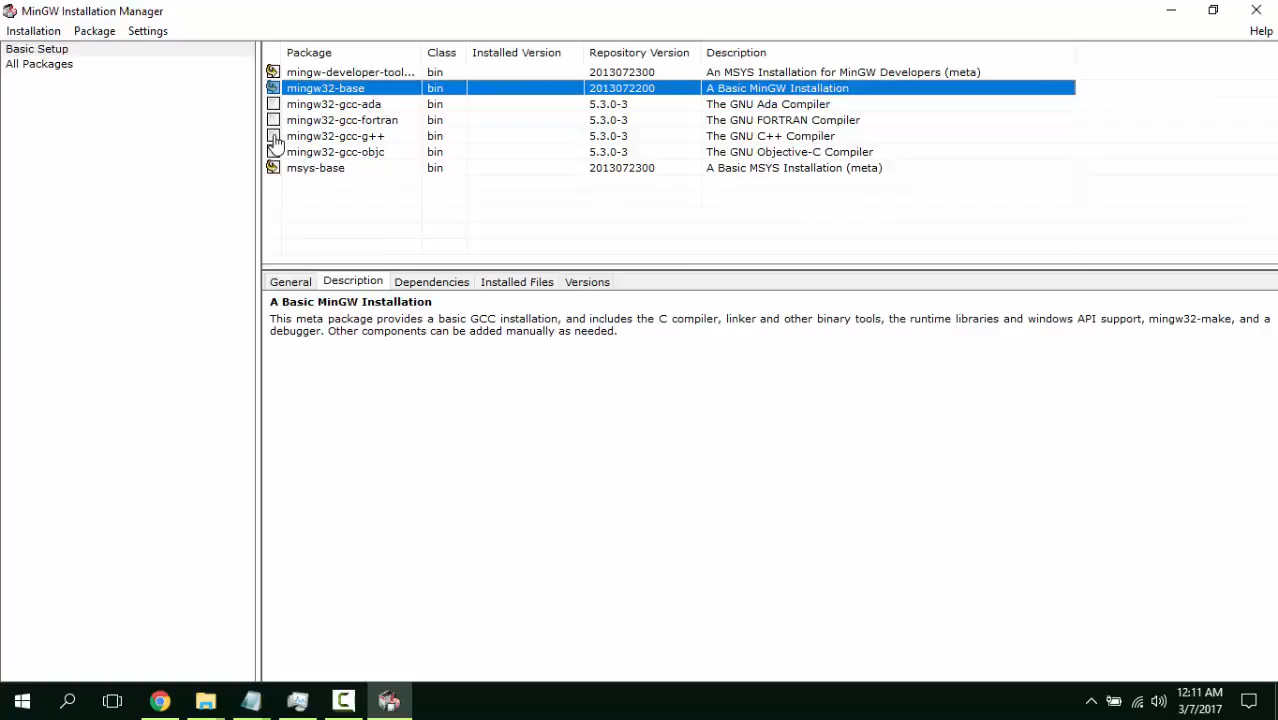 MinGW Installation Manager
Installation Package Settings Help
Basic Setup
All Packages
Package Class Installed Version Repository Version Description
mingw-developer-tool... bin 2013072300 An MSYS Installation for MinGW Developers (meta)
mingw32-base bin 2013072200 A Basic MinGW Installation
mingw32-gcc-ada bin 5.3.0-3 The GNU Ada Compiler
mingw32-gcc-fortran bin 5.3.0-3 The GNU FORTRAN Compiler
mingw32-gcc-g++ bin 5.3.0-3 The GNU C++ Compiler
mingw32-gcc-objc bin 5.3.0-3 The GNU Objective-C Compiler
msys-base bin 2013072300 A Basic MSYS Installation (meta)
General Description Dependencies Installed Files Versions
A Basic MinGW Installation
This meta package provides a basic GCC installation, and includes the C compiler, linker and other binary tools, the runtime libraries and windows API support, mingw32-make, and a
debugger. Other components can be added manually as needed.
12:11 AM
3/7/2017